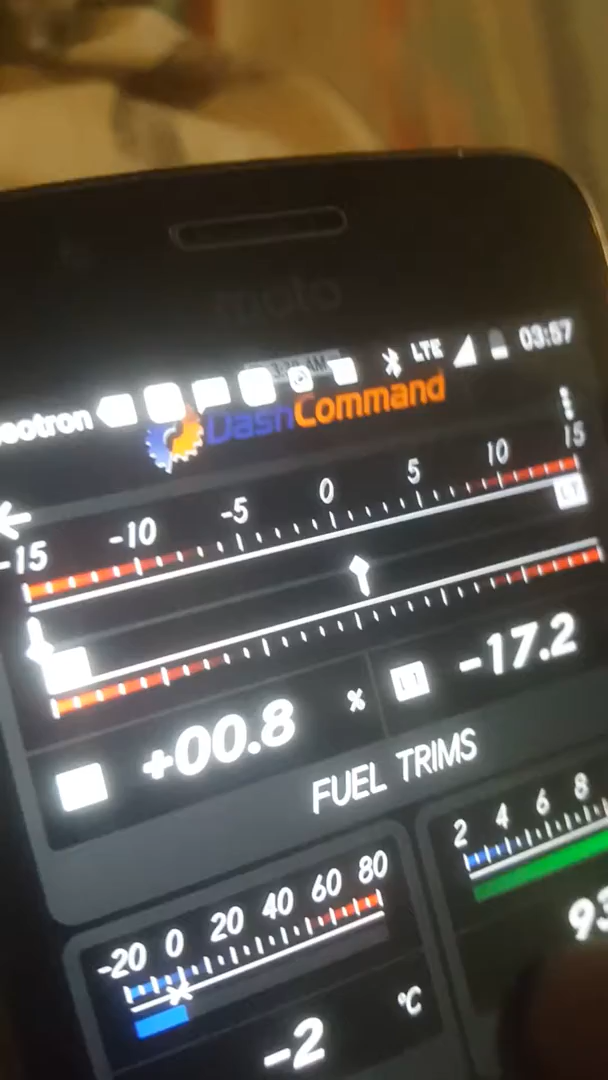 moto
LTE 03:57
DashCommand
-15 -10 -5 0 5 10 15
LT
+00.8 % LT -17.2
FUEL TRIMS
-20 0 20 40 60 80
2 4 6 8
-2 °C
93